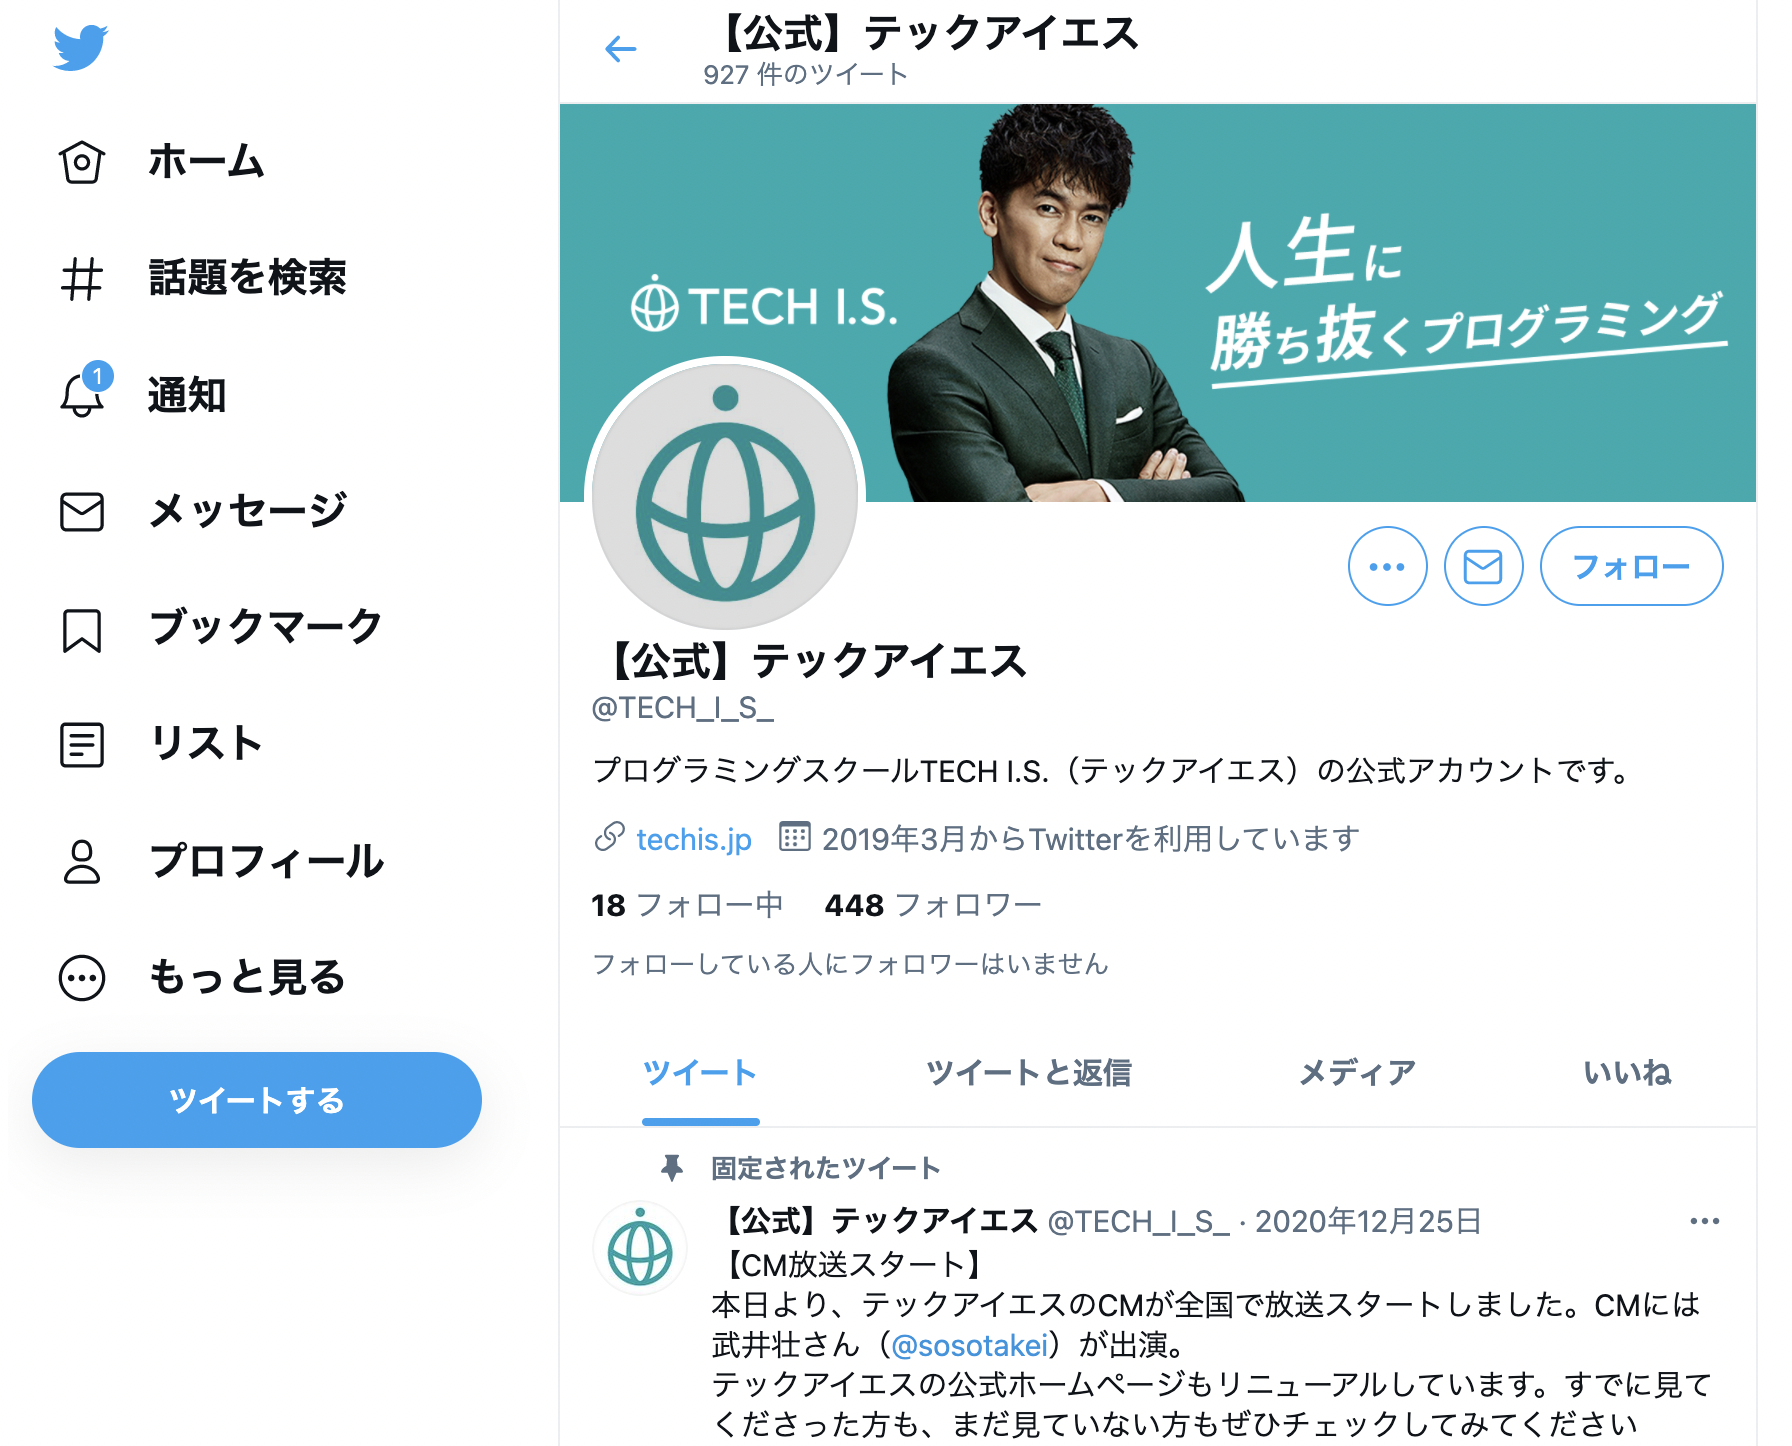 ホーム
話題を検索
1
通知
メッセージ
ブックマーク
リスト
プロフィール
もっと見る
ツイートする
【公式】テックアイエス
927 件のツイート
TECH I.S.
人生に
勝ち抜くプログラミング
フォロー
【公式】テックアイエス
@TECH_I_S_
プログラミングスクールTECH I.S.（テックアイエス）の公式アカウントです。
techis.jp 2019年3月からTwitterを利用しています
18 フォロー中 448 フォロワー
フォローしている人にフォロワーはいません
ツイート ツイートと返信 メディア いいね
固定されたツイート
【公式】テックアイエス @TECH_I_S_ · 2020年12月25日
【CM放送スタート】
本日より、テックアイエスのCMが全国で放送スタートしました。CMには
武井壮さん（@sosotakei）が出演。
テックアイエスの公式ホームページもリニューアルしています。すでに見て
くださった方も、まだ見ていない方もぜひチェックしてみてください